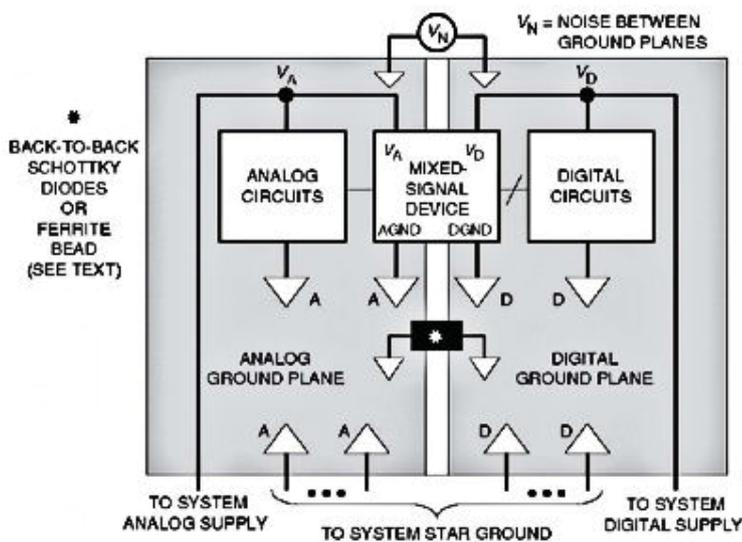 V_N
V_N = NOISE BETWEEN
GROUND PLANES
V_A
V_D
*
BACK-TO-BACK
SCHOTTKY
DIODES
OR
FERRITE
BEAD
(SEE TEXT)
ANALOG
CIRCUITS
V_A V_D
MIXED-
SIGNAL
DEVICE
AGND DGND
DIGITAL
CIRCUITS
A
A
D
D
*
ANALOG
GROUND PLANE
DIGITAL
GROUND PLANE
A
A
D
D
TO SYSTEM
ANALOG SUPPLY
TO SYSTEM STAR GROUND
TO SYSTEM
DIGITAL SUPPLY